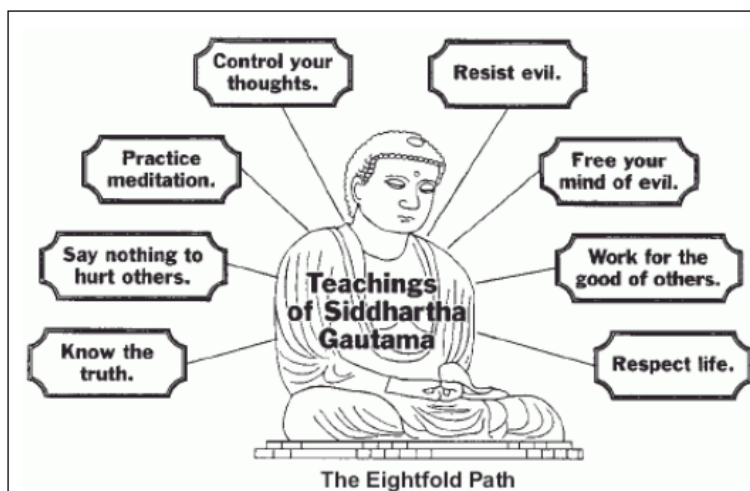 Control your
thoughts.
Resist evil.
Practice
meditation.
Free your
mind of evil.
Say nothing to
hurt others.
Work for the
good of others.
Know the
truth.
Respect life.
Teachings
of Siddhartha
Gautama
The Eightfold Path